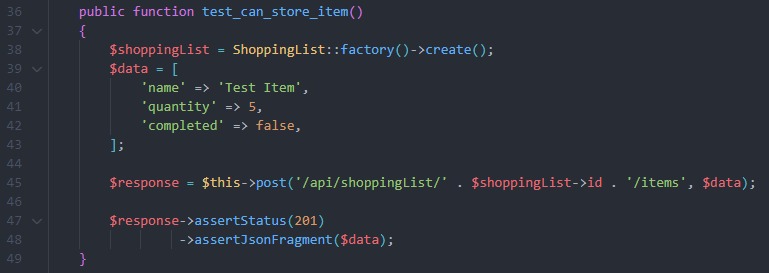 36 public function test_can_store_item()
37 {
38 $shoppingList = ShoppingList::factory()->create();
39 $data = [
40 'name' => 'Test Item',
41 'quantity' => 5,
42 'completed' => false,
43 ];
44
45 $response = $this->post('/api/shoppingList/' . $shoppingList->id . '/items', $data);
46
47 $response->assertStatus(201)
48 ->assertJsonFragment($data);
49 }